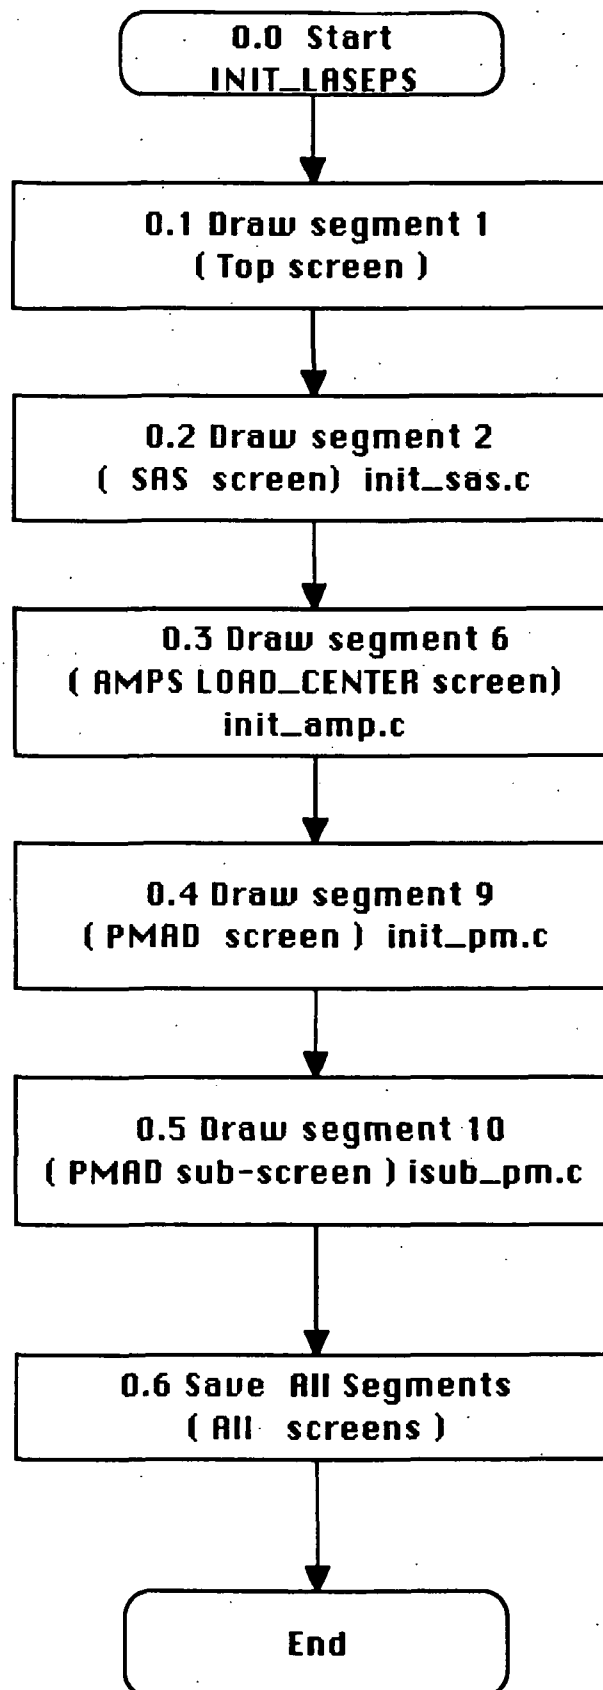 0.0 Start
INIT_LASEPS
0.1 Draw segment 1
( Top screen )
0.2 Draw segment 2
( SAS screen) init_sas.c
0.3 Draw segment 6
( AMPS LOAD_CENTER screen)
init_amp.c
0.4 Draw segment 9
( PMAD screen ) init_pm.c
0.5 Draw segment 10
( PMAD sub-screen ) isub_pm.c
0.6 Save All Segments
( All screens )
End